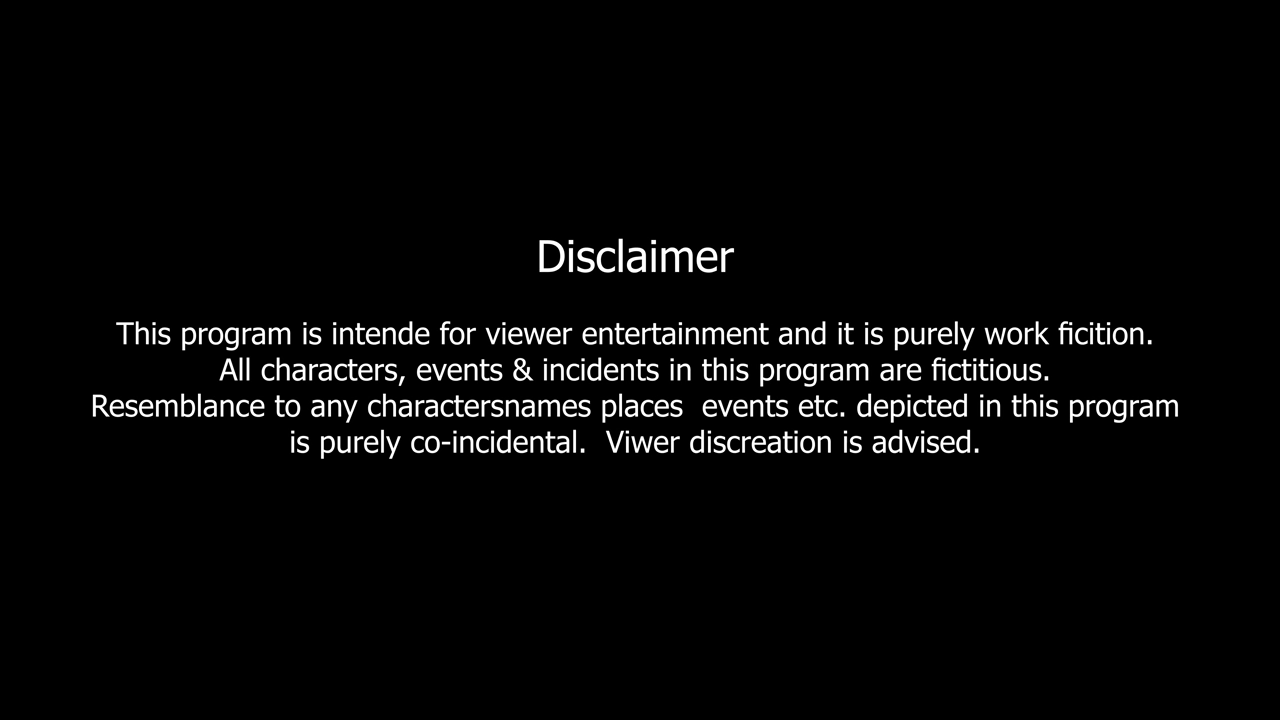 Disclaimer
This program is intende for viewer entertainment and it is purely work ficition.
All characters, events & incidents in this program are fictitious.
Resemblance to any charactersnames places  events etc. depicted in this program
is purely co-incidental.  Viwer discreation is advised.